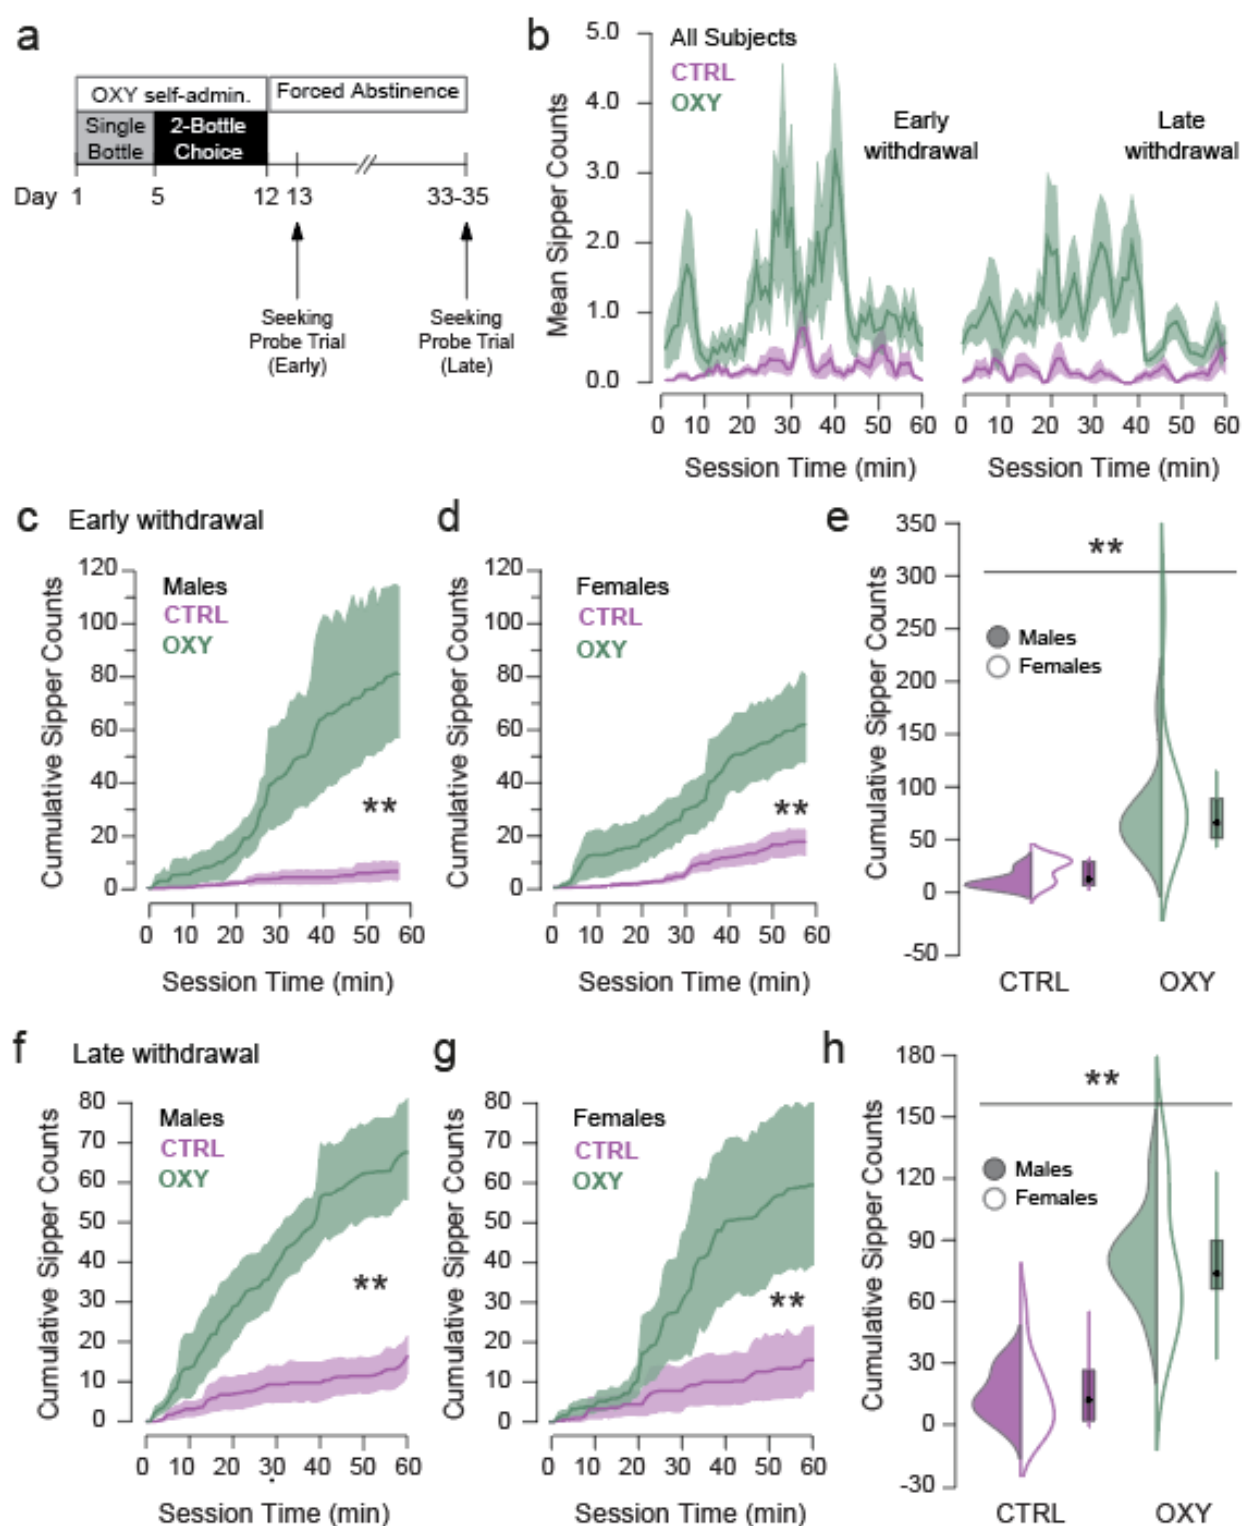 a
OXY self-admin.
Forced Abstinence
Single
Bottle
2-Bottle
Choice
Day 1 5 12 13 33-35
Seeking
Probe Trial
(Early)
Seeking
Probe Trial
(Late)
b
All Subjects
CTRL
OXY
Early
withdrawal
Late
withdrawal
Mean Sipper Counts
5.0
4.0
3.0
2.0
1.0
0.0
0 10 20 30 40 50 60
0 10 20 30 40 50 60
Session Time (min)
Session Time (min)
c Early withdrawal
Males
CTRL
OXY
Cumulative Sipper Counts
120
100
80
60
40
20
0
**
0 10 20 30 40 50 60
Session Time (min)
d
Females
CTRL
OXY
Cumulative Sipper Counts
120
100
80
60
40
20
0
**
0 10 20 30 40 50 60
Session Time (min)
e
Cumulative Sipper Counts
350
300
250
200
150
100
50
0
-50
**
Males
Females
CTRL OXY
f Late withdrawal
Males
CTRL
OXY
Cumulative Sipper Counts
80
70
60
50
40
30
20
10
0
**
0 10 20 30 40 50 60
Session Time (min)
g
Females
CTRL
OXY
Cumulative Sipper Counts
80
70
60
50
40
30
20
10
0
**
0 10 20 30 40 50 60
Session Time (min)
h
Cumulative Sipper Counts
180
150
120
90
60
30
0
-30
**
Males
Females
CTRL OXY